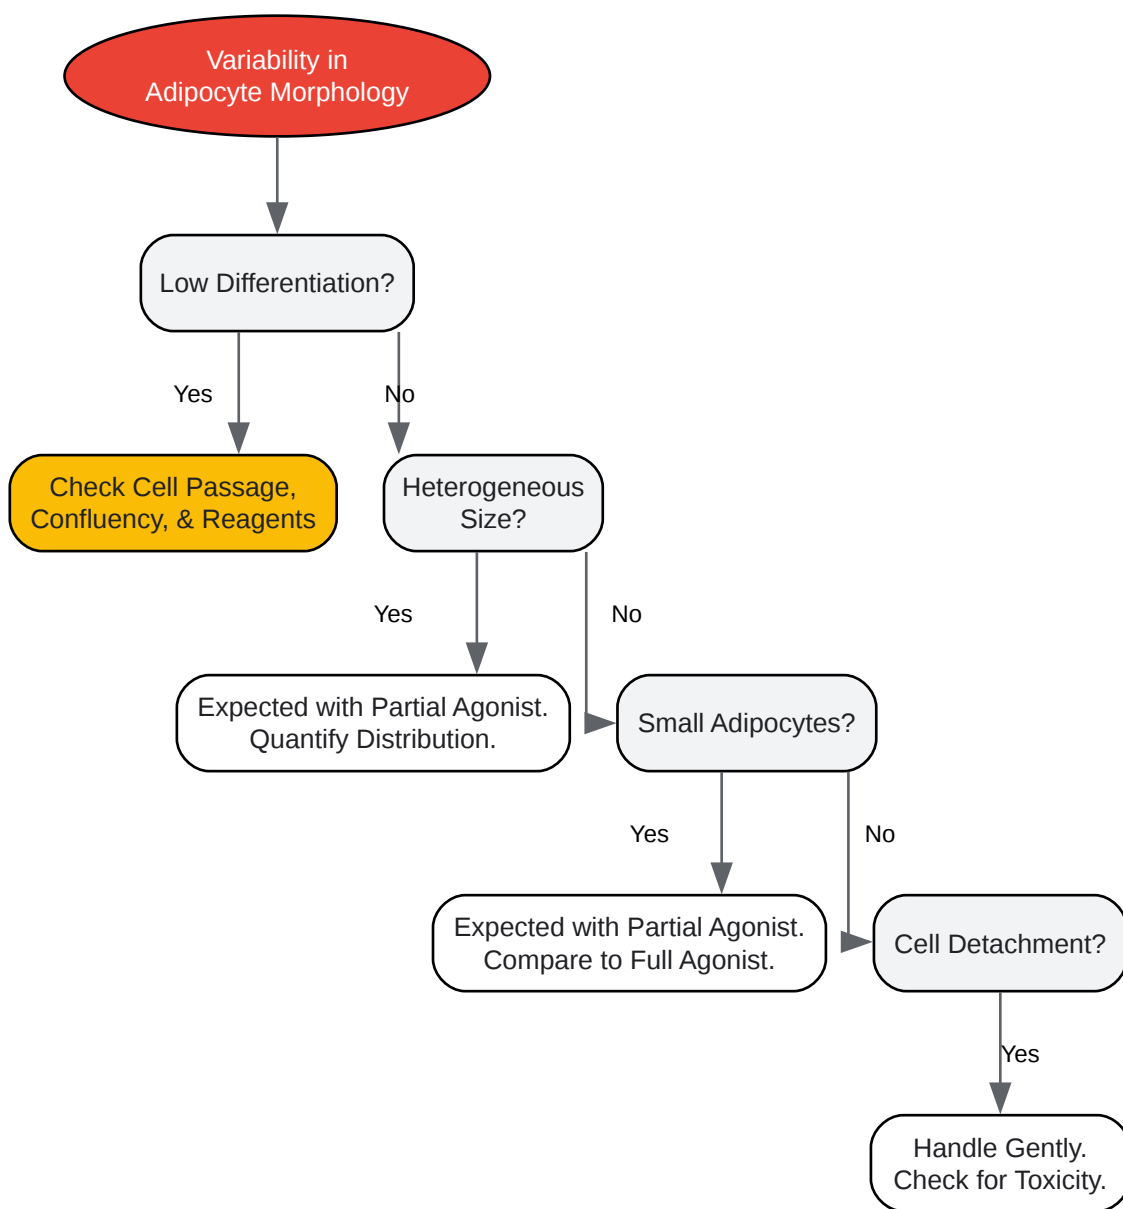 Variability in
Adipocyte Morphology
Low Differentiation?
Yes
No
Check Cell Passage,
Confluency, & Reagents
Heterogeneous
Size?
Yes
No
Expected with Partial Agonist.
Quantify Distribution.
Small Adipocytes?
Yes
No
Expected with Partial Agonist.
Compare to Full Agonist.
Cell Detachment?
Yes
Handle Gently.
Check for Toxicity.